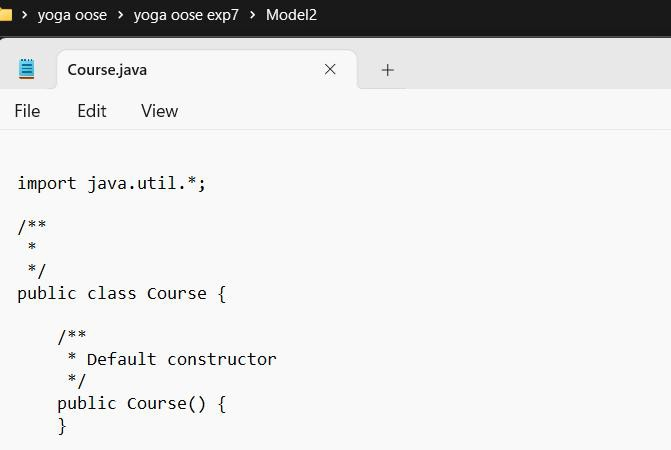 > yoga oose > yoga oose exp7 > Model2
Course.java
File Edit View
import java.util.*;
/**
 *
 */
public class Course {
    /**
     * Default constructor
     */
    public Course() {
    }